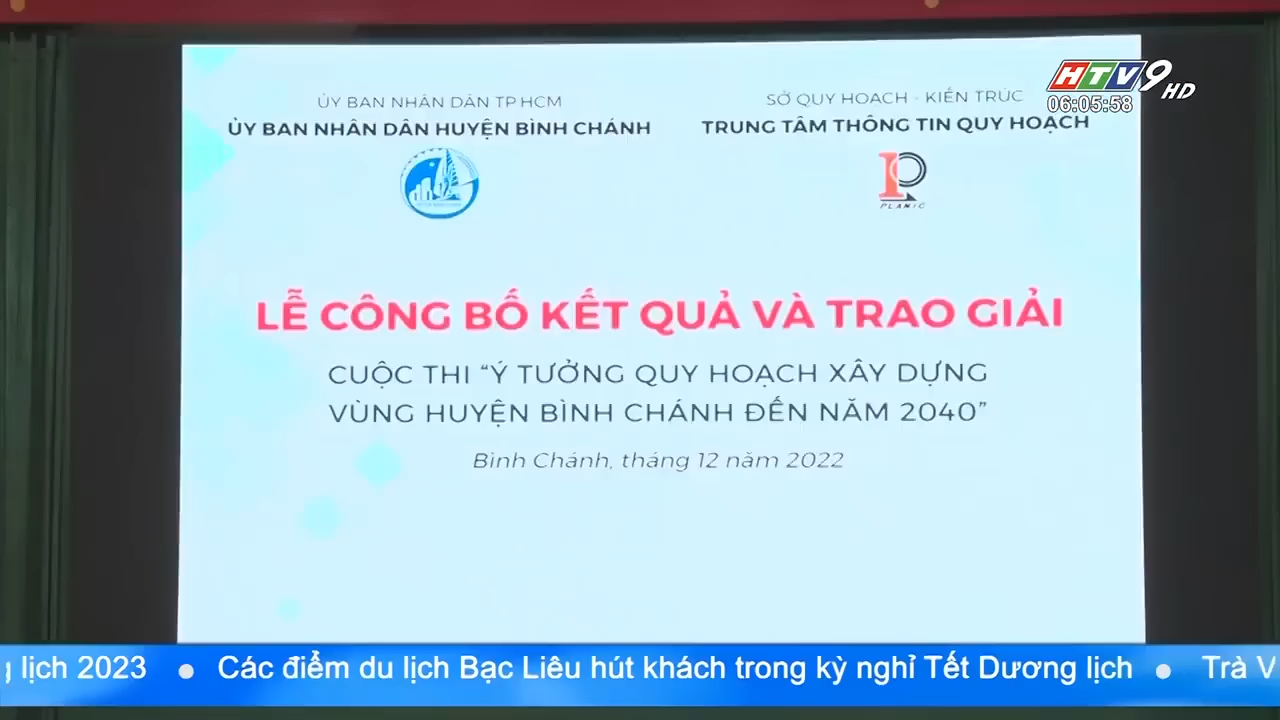 HTV9 HD
06:05:58
ỦY BAN NHÂN DÂN TP HCM
ỦY BAN NHÂN DÂN HUYỆN BÌNH CHÁNH
SỞ QUY HOẠCH - KIẾN TRÚC
TRUNG TÂM THÔNG TIN QUY HOẠCH
PLANIC
LỄ CÔNG BỐ KẾT QUẢ VÀ TRAO GIẢI
CUỘC THI “Ý TƯỞNG QUY HOẠCH XÂY DỰNG
VÙNG HUYỆN BÌNH CHÁNH ĐẾN NĂM 2040”
Bình Chánh, tháng 12 năm 2022
lịch 2023 • Các điểm du lịch Bạc Liêu hút khách trong kỳ nghỉ Tết Dương lịch • Trà V